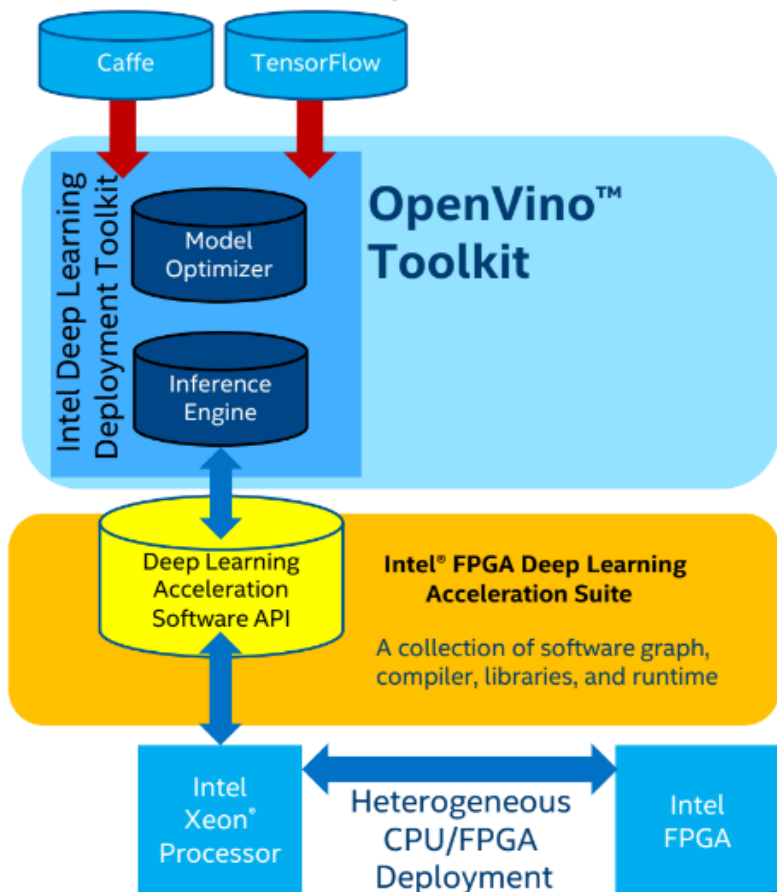 Caffe
TensorFlow
Intel Deep Learning
Deployment Toolkit
OpenVino™
Toolkit
Model
Optimizer
Inference
Engine
Deep Learning
Acceleration
Software API
Intel® FPGA Deep Learning
Acceleration Suite
A collection of software graph,
compiler, libraries, and runtime
Intel
Xeon®
Processor
Heterogeneous
CPU/FPGA
Deployment
Intel
FPGA